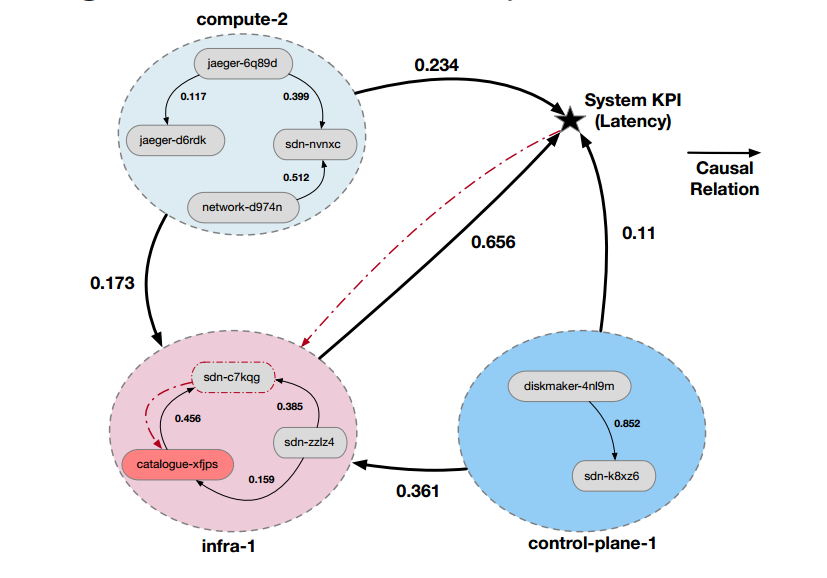 compute-2
jaeger-6q89d
0.117
0.399
jaeger-d6rdk
sdn-nvnxc
0.512
network-d974n
0.234
System KPI
(Latency)
Causal
Relation
0.173
0.656
0.11
sdn-c7kqg
0.456
0.385
sdn-zzlz4
catalogue-xfjps
0.159
infra-1
0.361
diskmaker-4nl9m
0.852
sdn-k8xz6
control-plane-1